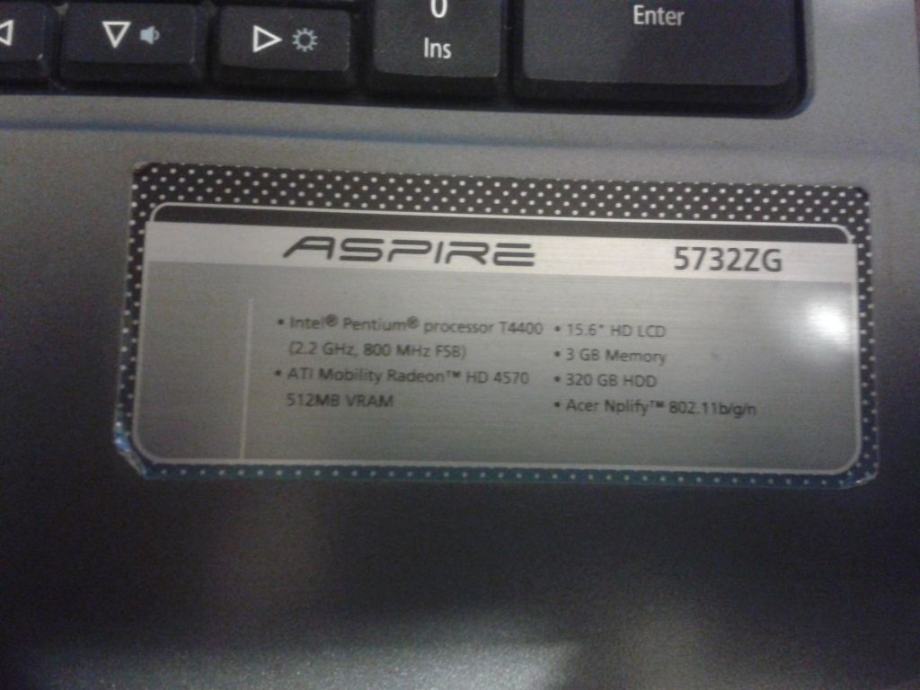 0
Ins
Enter
ASPIRE 5732ZG
• Intel® Pentium® processor T4400
(2.2 GHz, 800 MHz FSB)
• ATI Mobility Radeon™ HD 4570
512MB VRAM
• 15.6" HD LCD
• 3 GB Memory
• 320 GB HDD
• Acer Nplify™ 802.11b/g/n